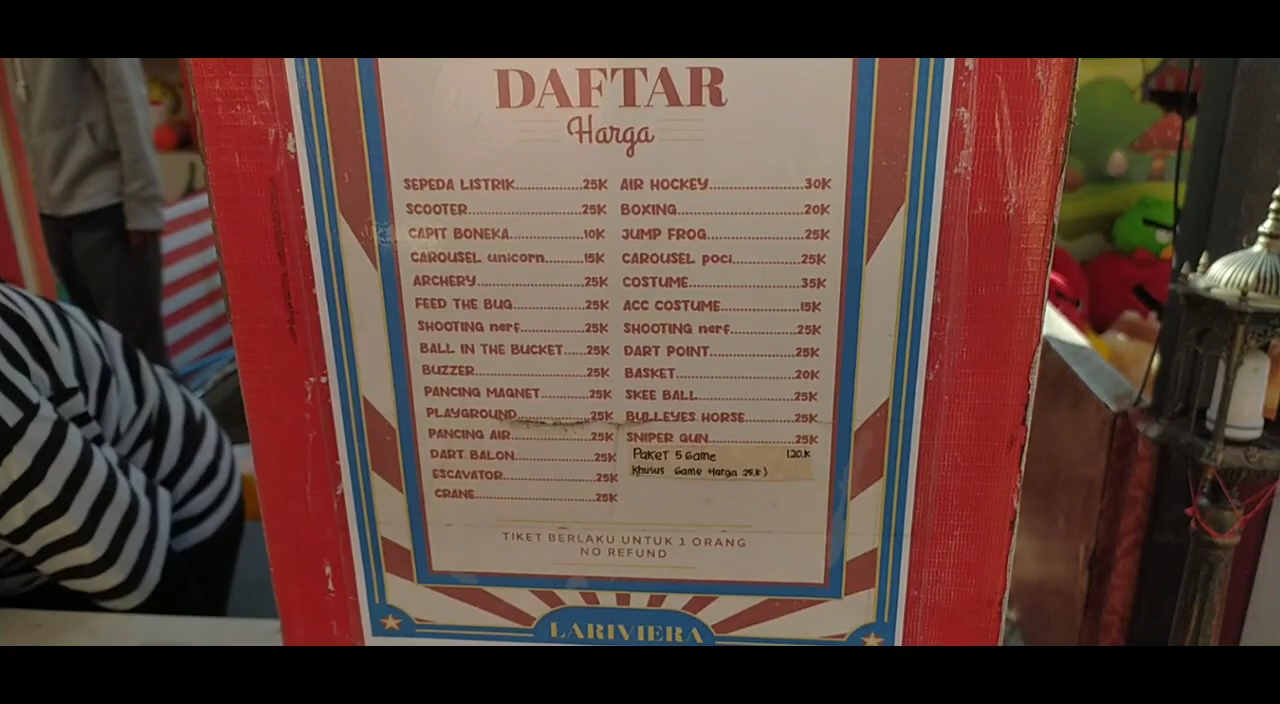 DAFTAR
Harga
SEPEDA LISTRIK..................25K
SCOOTER..............................25K
CAPIT BONEKA....................10K
CAROUSEL unicorn..........15K
ARCHERY............................25K
FEED THE BUG...................25K
SHOOTING nerf.................25K
BALL IN THE BUCKET......25K
BUZZER..............................25K
PANCING MAGNET.............25K
PLAYGROUND....................25K
PANCING AIR......................25K
DART BALON......................25K
ESCAVATOR.........................25K
CRANE.................................25K
AIR HOCKEY..........................30K
BOXING..................................20K
JUMP FROG...........................25K
CAROUSEL poci...................25K
COSTUME..............................35K
ACC COSTUME......................15K
SHOOTING nerf...................25K
DART POINT........................25K
BASKET.................................20K
SKEE BALL...........................25K
BULLEYES HORSE..............25K
SNIPER GUN.........................25K
Paket 5 Game 120.K
Khusus Game Harga 25.K)
TIKET BERLAKU UNTUK 1 ORANG
NO REFUND
LARIVIERA